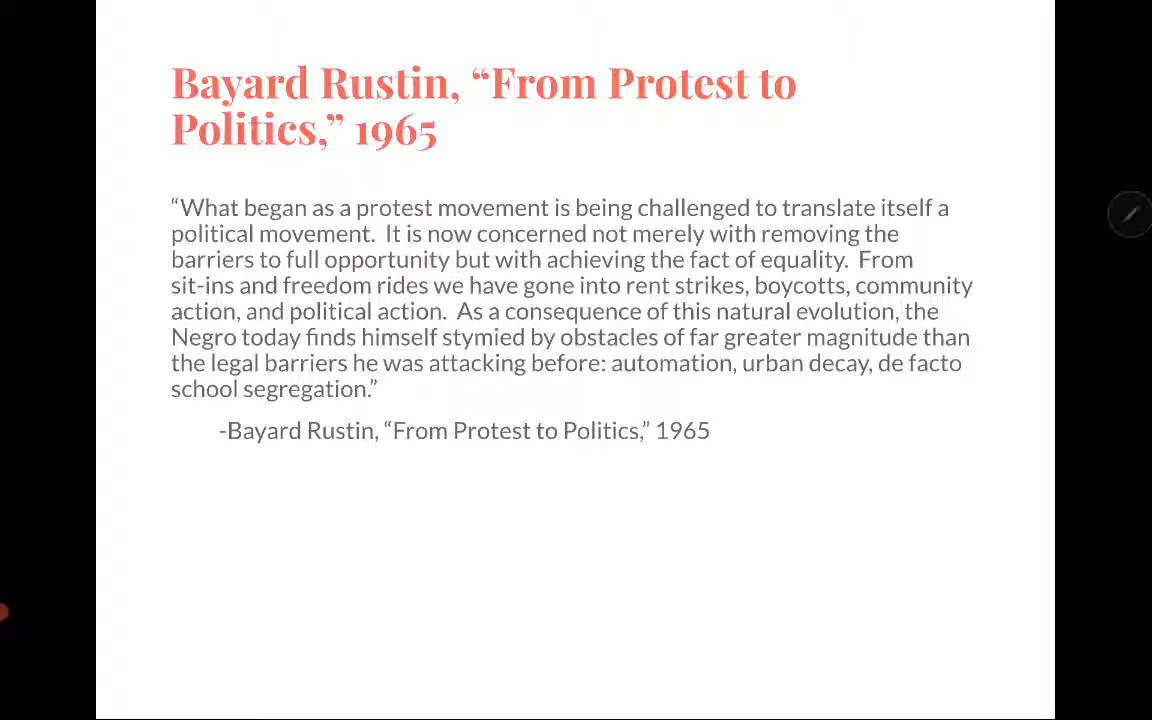 Bayard Rustin, “From Protest to
Politics,” 1965
“What began as a protest movement is being challenged to translate itself a
political movement.  It is now concerned not merely with removing the
barriers to full opportunity but with achieving the fact of equality.  From
sit-ins and freedom rides we have gone into rent strikes, boycotts, community
action, and political action.  As a consequence of this natural evolution, the
Negro today finds himself stymied by obstacles of far greater magnitude than
the legal barriers he was attacking before: automation, urban decay, de facto
school segregation.”
-Bayard Rustin, “From Protest to Politics,” 1965